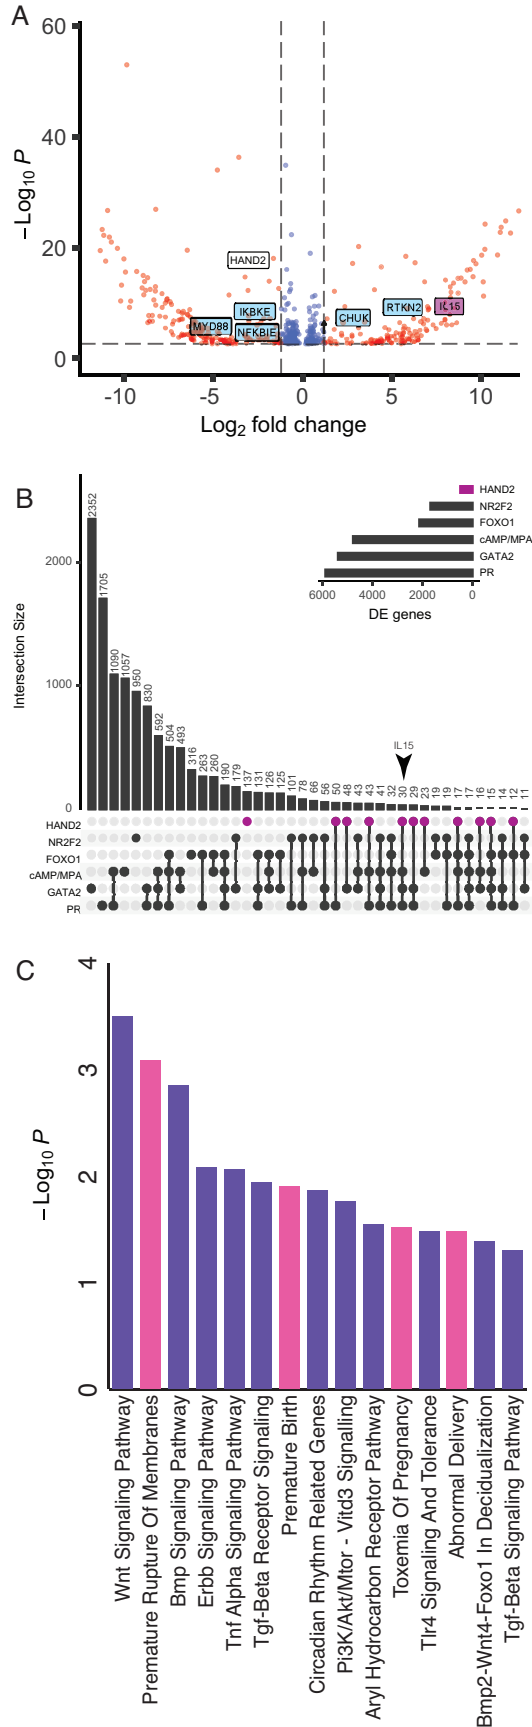 A
60
40
20
0
−Log10 P
HAND2
IKBKE
MYD88
NFKBIE
CHUK
RTKN2
IL15
-10
-5
0
5
10
Log2 fold change
B
2352
1705
1090
1057
950
830
592
504
493
316
263
260
190
179
137
131
126
125
101
78
66
56
50
48
43
43
41
32
30
29
23
19
19
17
17
16
15
14
12
11
2000
1000
0
Intersection Size
HAND2
NR2F2
FOXO1
cAMP/MPA
GATA2
PR
6000
4000
2000
0
DE genes
IL15
HAND2
NR2F2
FOXO1
cAMP/MPA
GATA2
PR
C
4
3
2
1
0
−Log10 P
Wnt Signaling Pathway
Premature Rupture Of Membranes
Bmp Signaling Pathway
Erbb Signaling Pathway
Tnf Alpha Signaling Pathway
Tgf-Beta Receptor Signaling
Premature Birth
Circadian Rhythm Related Genes
Pi3K/Akt/Mtor - Vitd3 Signalling
Aryl Hydrocarbon Receptor Pathway
Toxemia Of Pregnancy
Tlr4 Signaling And Tolerance
Abnormal Delivery
Bmp2-Wnt4-Foxo1 In Decidualization
Tgf-Beta Signaling Pathway